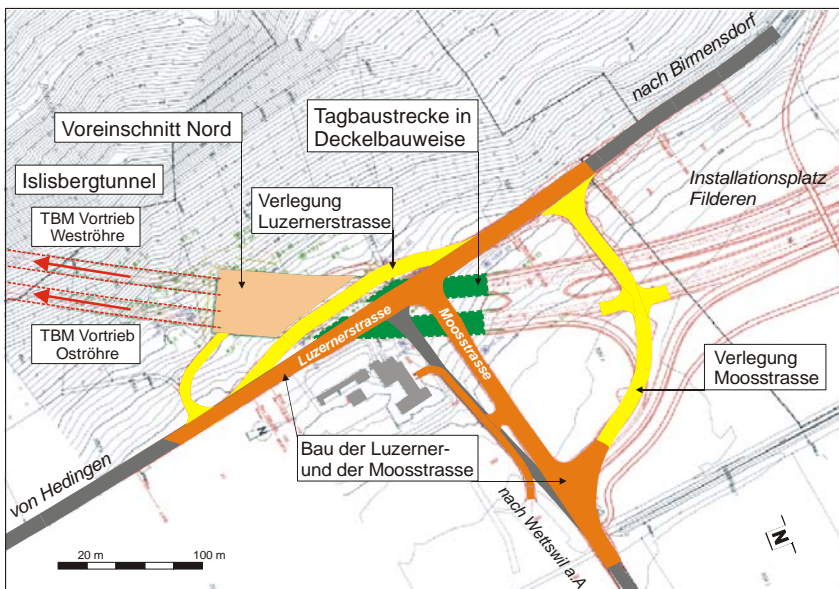 nach Birmensdorf
Voreinschnitt Nord
Tagbaustrecke in
Deckelbauweise
Islisbergtunnel
TBM Vortrieb
Weströhre
Verlegung
Luzernerstrasse
Installationsplatz
Filderen
TBM Vortrieb
Oströhre
Luzernerstrasse
Moosstrasse
Verlegung
Moosstrasse
Bau der Luzerner-
und der Moosstrasse
von Hedingen
nach Wettswil a.A
20 m
100 m
N
N